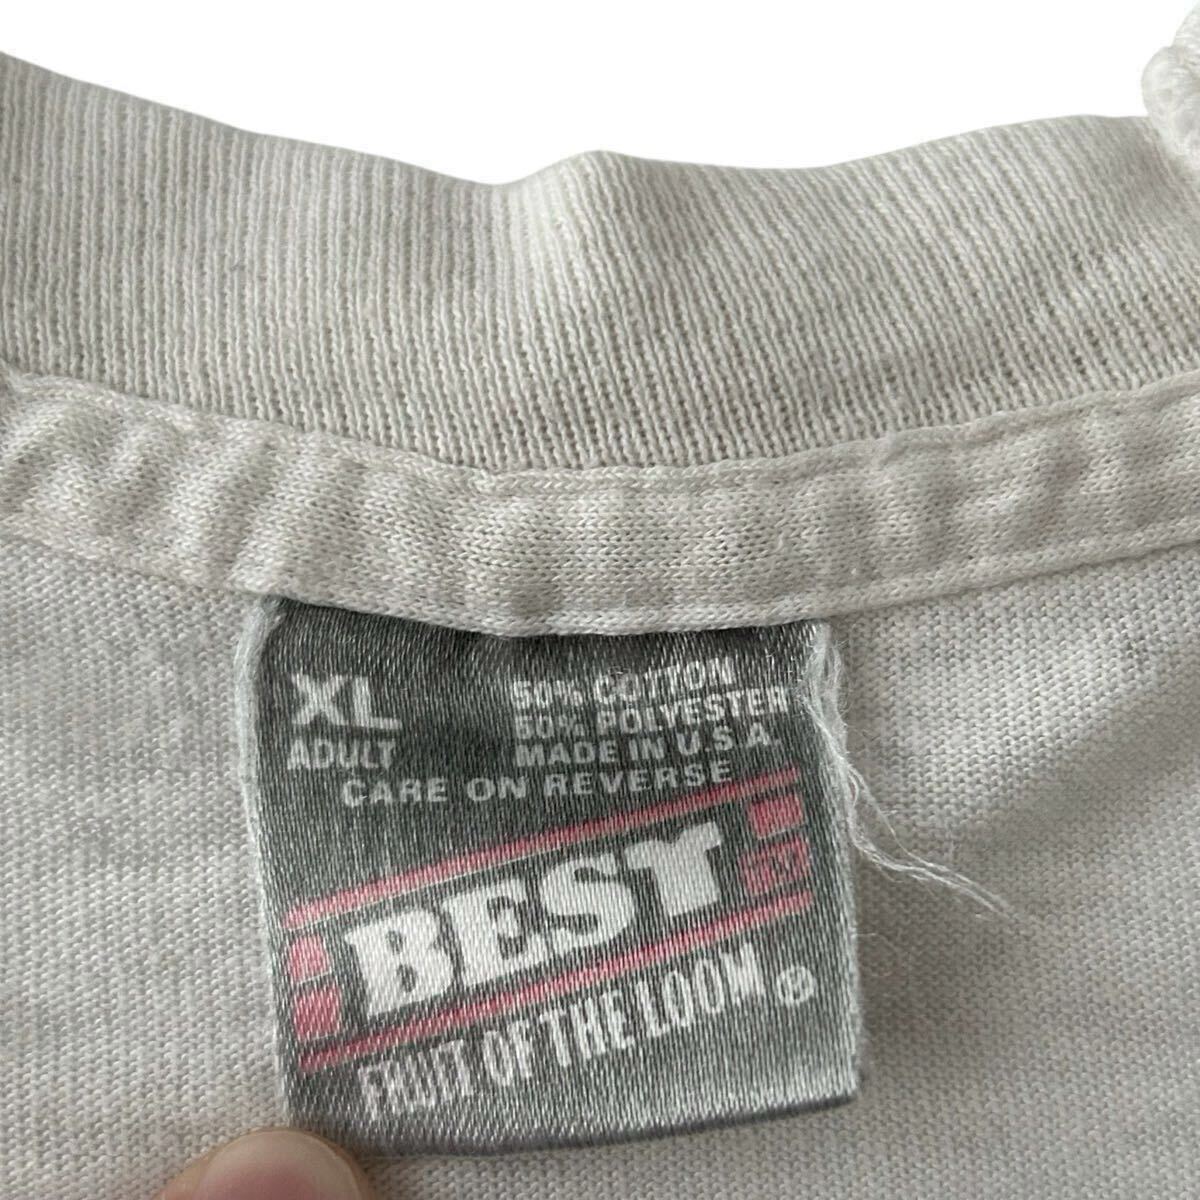 XL
ADULT
50% COTTON
50% POLYESTER
MADE IN U.S.A.
CARE ON REVERSE
BEST
FRUIT OF THE LOOM ®